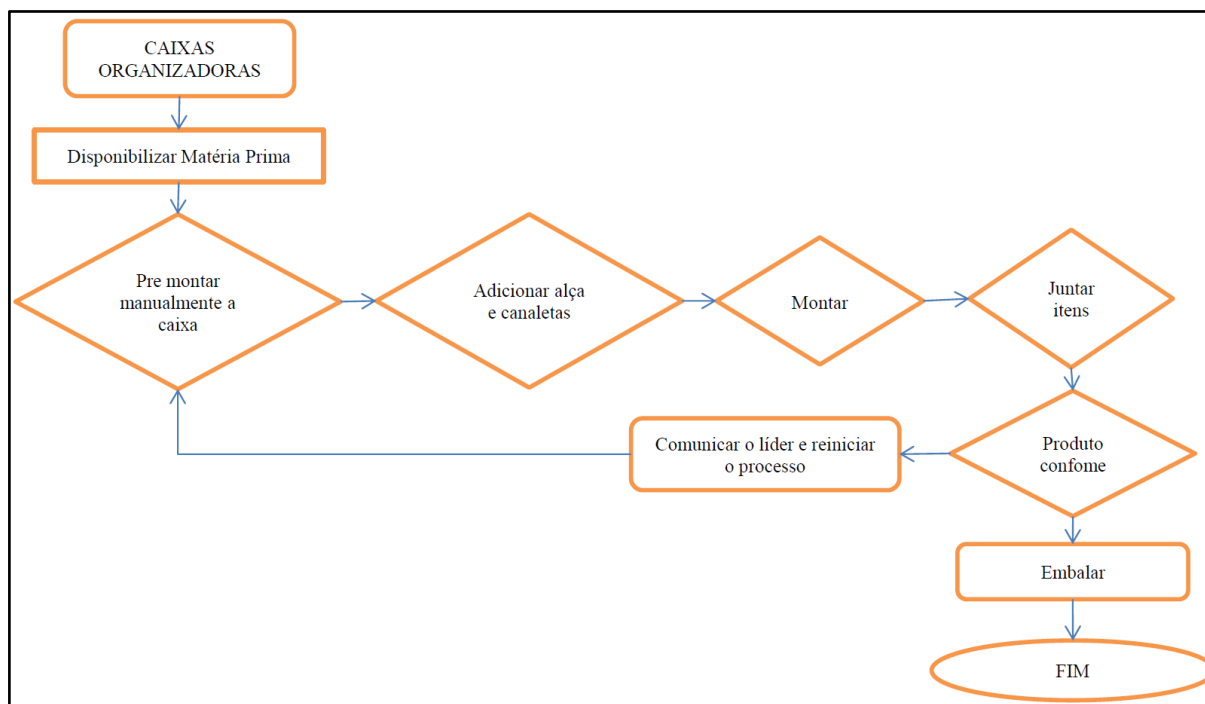 CAIXAS
ORGANIZADORAS
Disponibilizar Matéria Prima
Pre montar
manualmente a
caixa
Adicionar alça
e canaletas
Montar
Juntar
itens
Produto
confome
Comunicar o líder e reiniciar
o processo
Embalar
FIM